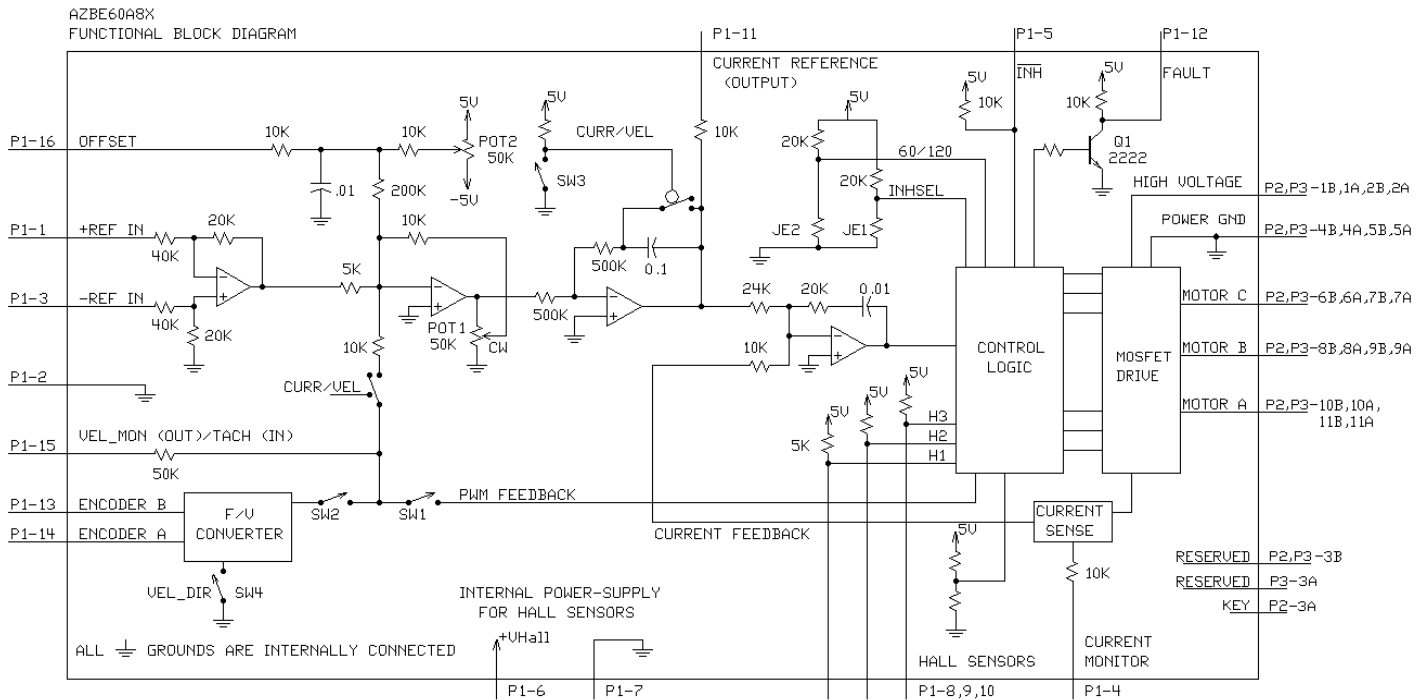 AZBE60A8X
FUNCTIONAL BLOCK DIAGRAM
P1-11
P1-5
P1-12
CURRENT REFERENCE
(OUTPUT)
INH
FAULT
5V
10K
5V
10K
Q1
2222
P1-16 OFFSET
10K
10K
5V
POT2
50K
-5V
.01
200K
5V
SW3
CURR/VEL
10K
5V
20K
60/120
20K
INHSEL
JE2
JE1
HIGH VOLTAGE P2,P3-1B,1A,2B,2A
POWER GND P2,P3-4B,4A,5B,5A
P1-1 +REF IN
40K
20K
P1-3 -REF IN
40K
20K
5K
10K
POT1
50K
CW
500K
500K
0.1
24K
20K
0.01
10K
CONTROL
LOGIC
MOSFET
DRIVE
MOTOR C P2,P3-6B,6A,7B,7A
MOTOR B P2,P3-8B,8A,9B,9A
MOTOR A P2,P3-10B,10A,
11B,11A
P1-2
10K
CURR/VEL
P1-15
VEL_MON (OUT)/TACH (IN)
50K
5V
5K
5V
5V
H3
H2
H1
P1-13 ENCODER B
P1-14 ENCODER A
F/V
CONVERTER
SW2
SW1
PWM FEEDBACK
CURRENT FEEDBACK
CURRENT
SENSE
5V
10K
VEL_DIR
SW4
RESERVED P2,P3-3B
RESERVED P3-3A
KEY P2-3A
INTERNAL POWER-SUPPLY
FOR HALL SENSORS
+VHall
ALL GROUNDS ARE INTERNALLY CONNECTED
HALL SENSORS
CURRENT
MONITOR
P1-6
P1-7
P1-8,9,10
P1-4